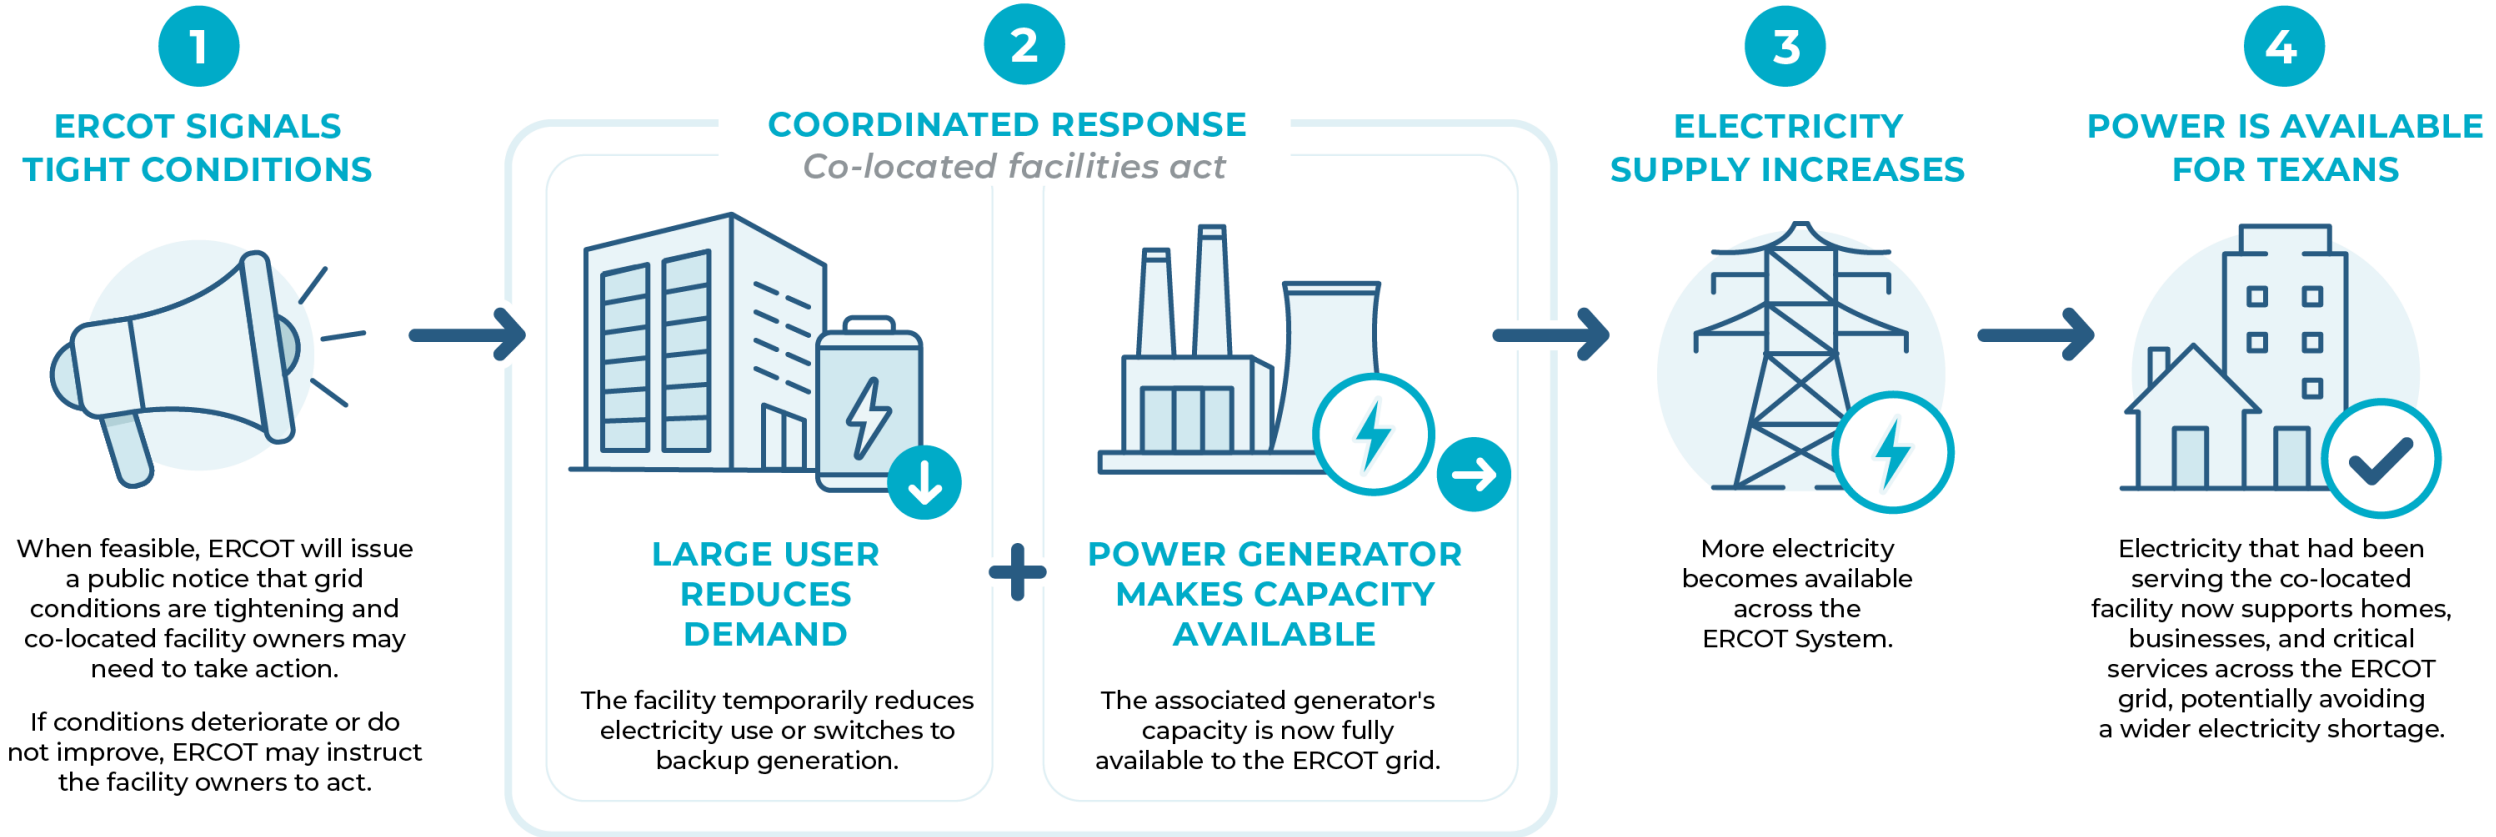 1
ERCOT SIGNALS
TIGHT CONDITIONS
When feasible, ERCOT will issue
a public notice that grid
conditions are tightening and
co-located facility owners may
need to take action.
If conditions deteriorate or do
not improve, ERCOT may instruct
the facility owners to act.
2
COORDINATED RESPONSE
Co-located facilities act
LARGE USER
REDUCES
DEMAND
The facility temporarily reduces
electricity use or switches to
backup generation.
+
POWER GENERATOR
MAKES CAPACITY
AVAILABLE
The associated generator's
capacity is now fully
available to the ERCOT grid.
3
ELECTRICITY
SUPPLY INCREASES
More electricity
becomes available
across the
ERCOT System.
4
POWER IS AVAILABLE
FOR TEXANS
Electricity that had been
serving the co-located
facility now supports homes,
businesses, and critical
services across the ERCOT
grid, potentially avoiding
a wider electricity shortage.